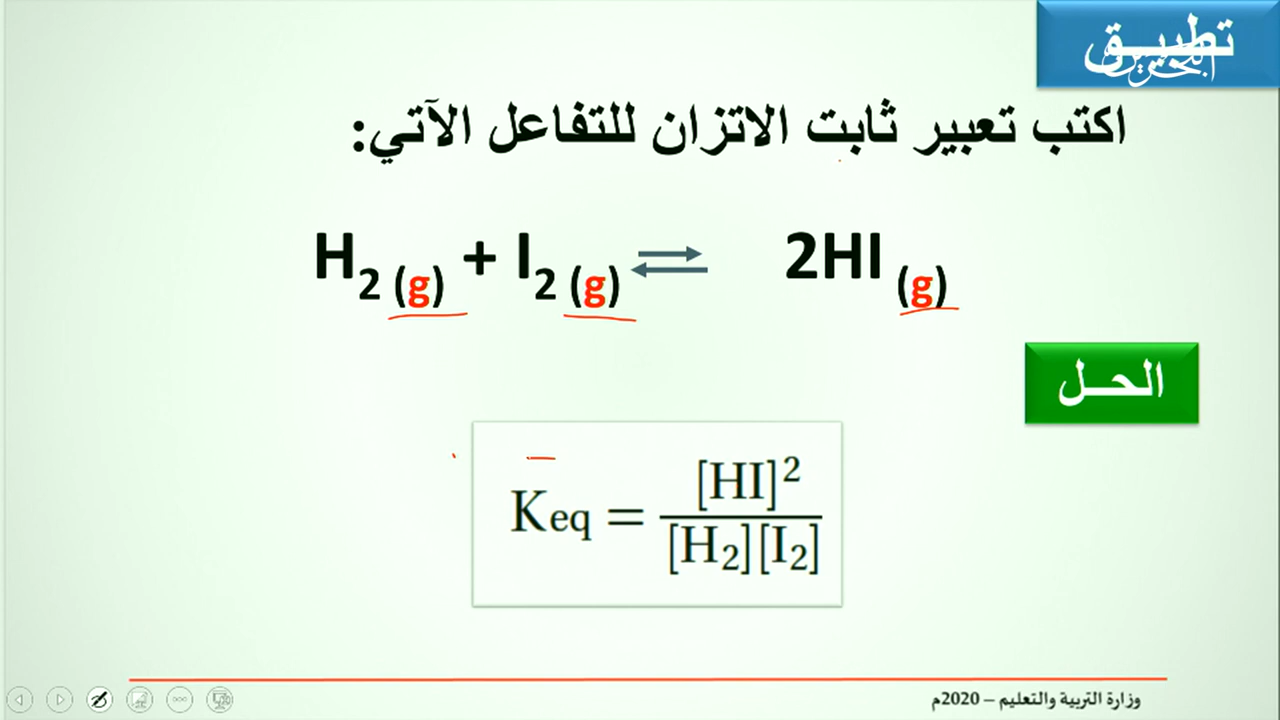 تطبيق
البحرين
اكتب تعبير ثابت الاتزان للتفاعل الآتي:
H₂ (g) + I₂ (g) ⇌ 2HI (g)
الحل
Keq = [HI]² / [H₂][I₂]
وزارة التربية والتعليم – 2020م